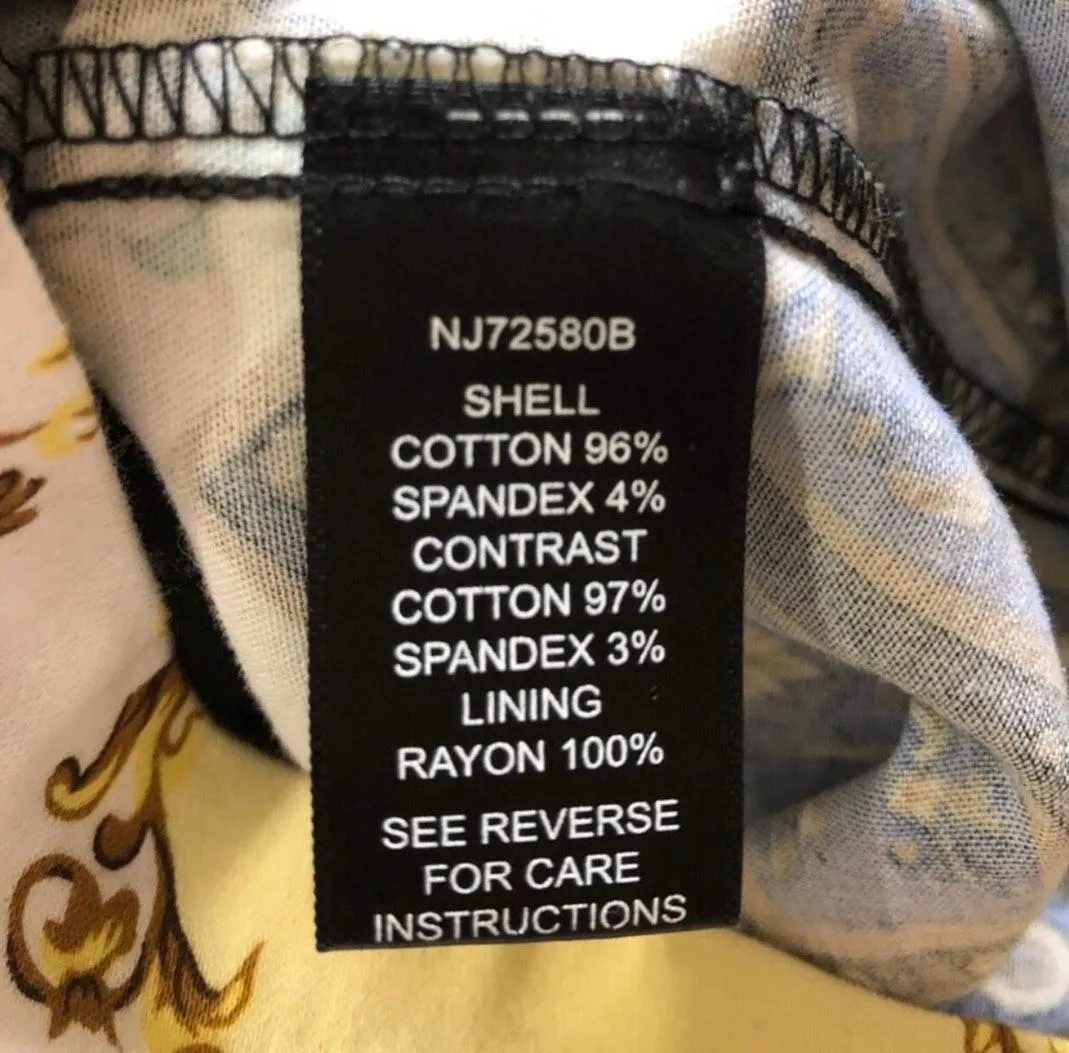 NJ72580B
SHELL
COTTON 96%
SPANDEX 4%
CONTRAST
COTTON 97%
SPANDEX 3%
LINING
RAYON 100%
SEE REVERSE
FOR CARE
INSTRUCTIONS